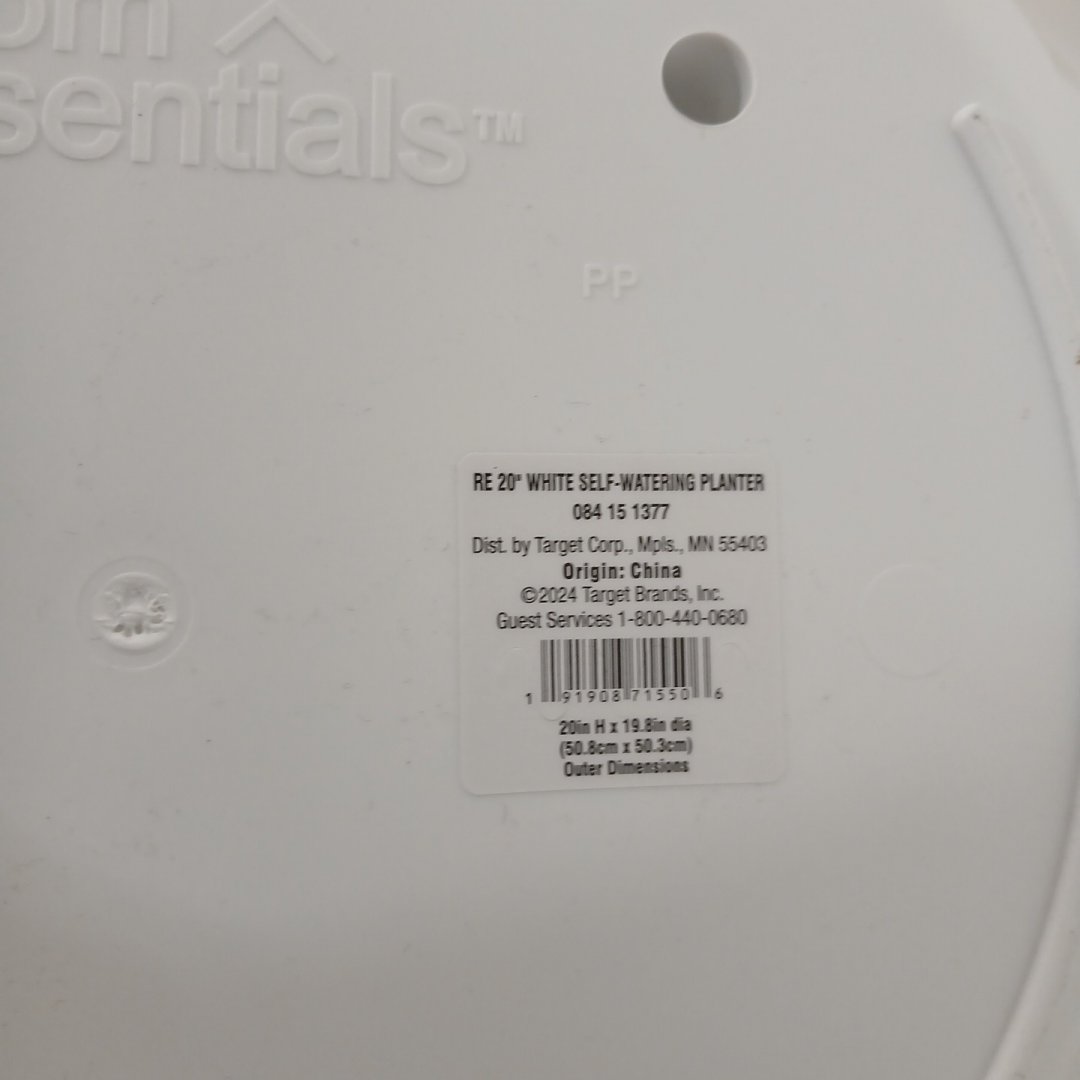 om
sentials™
PP
RE 20" WHITE SELF-WATERING PLANTER
084 15 1377
Dist. by Target Corp., Mpls., MN 55403
Origin: China
©2024 Target Brands, Inc.
Guest Services 1-800-440-0680
1 91908 71550 6
20in H x 19.8in dia
(50.8cm x 50.3cm)
Outer Dimensions